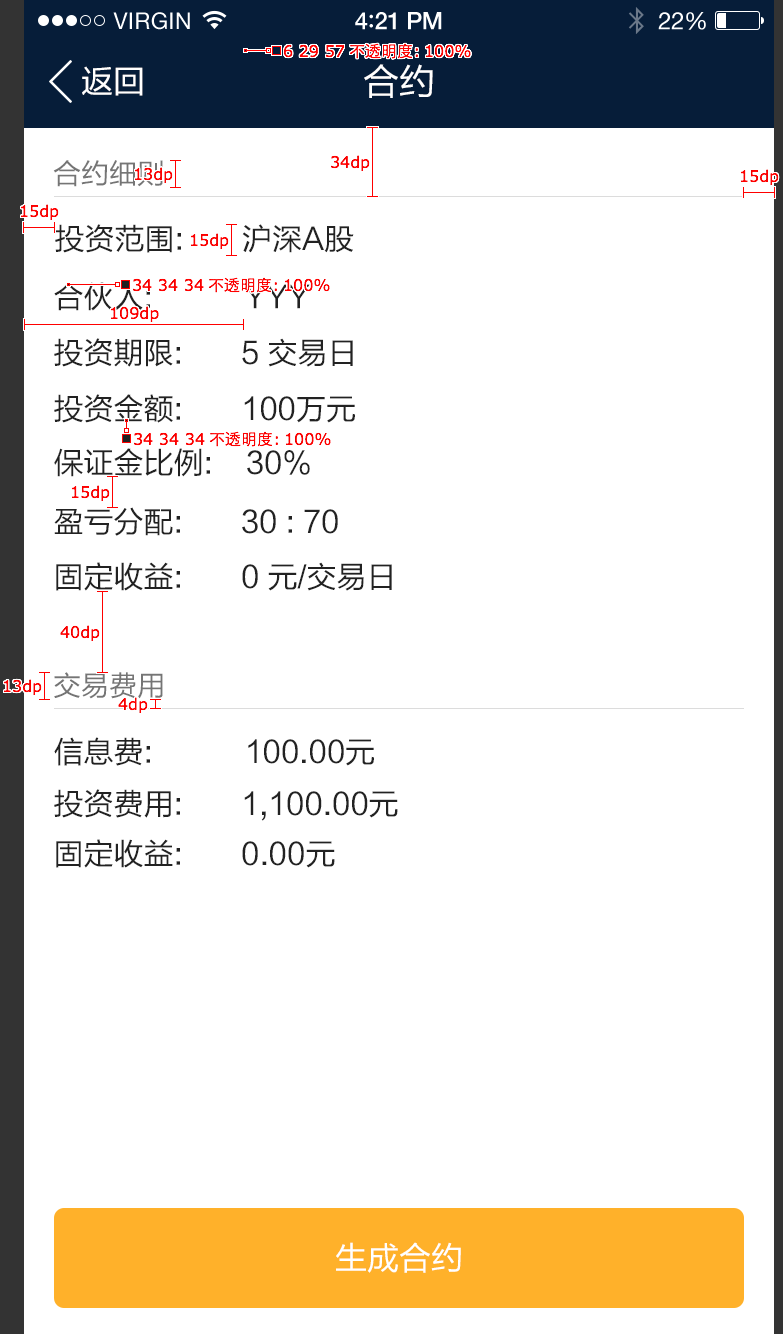 VIRGIN 4:21 PM 22%
6 29 57 不透明度: 100%
返回 合约
34dp
合约细则 13dp
15dp
15dp
投资范围: 15dp 沪深A股
34 34 34 不透明度: 100%
合伙人: YYY
109dp
投资期限: 5 交易日
投资金额: 100万元
34 34 34 不透明度: 100%
保证金比例: 30%
15dp
盈亏分配: 30 : 70
固定收益: 0 元/交易日
40dp
13dp 交易费用
4dp
信息费: 100.00元
投资费用: 1,100.00元
固定收益: 0.00元
生成合约